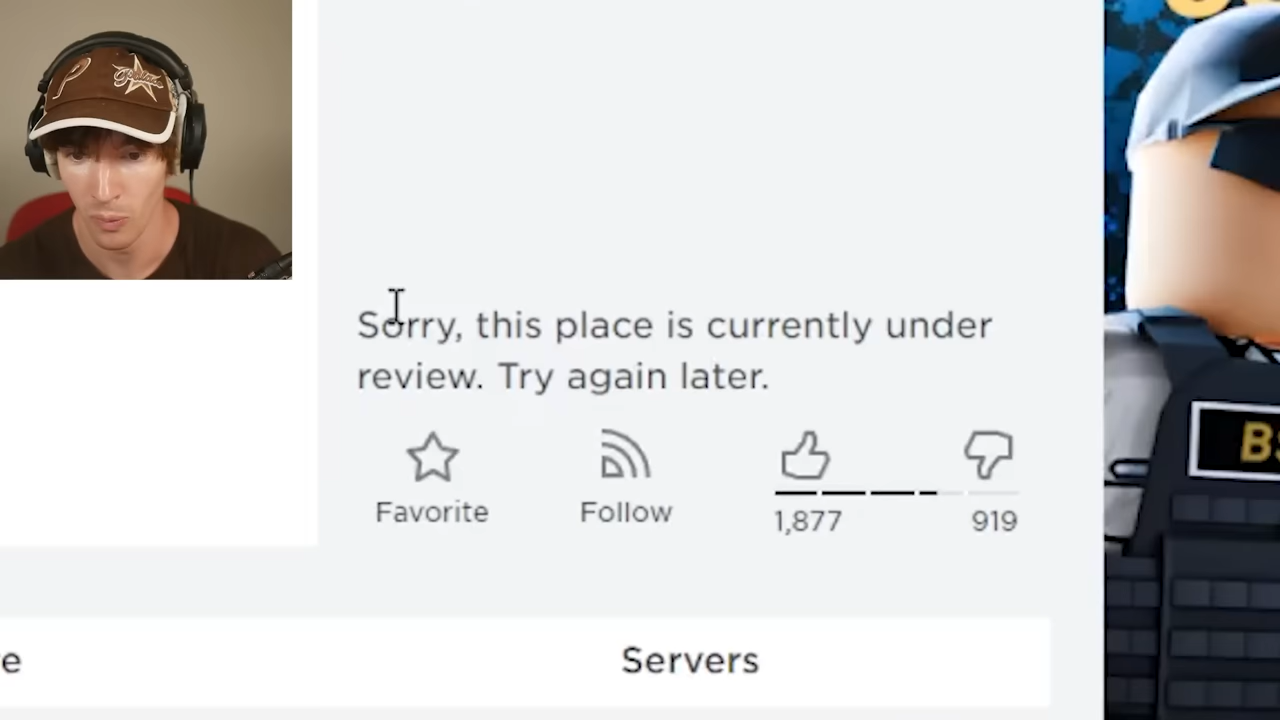 Sorry, this place is currently under
review. Try again later.
Favorite
Follow
1,877
919
Servers